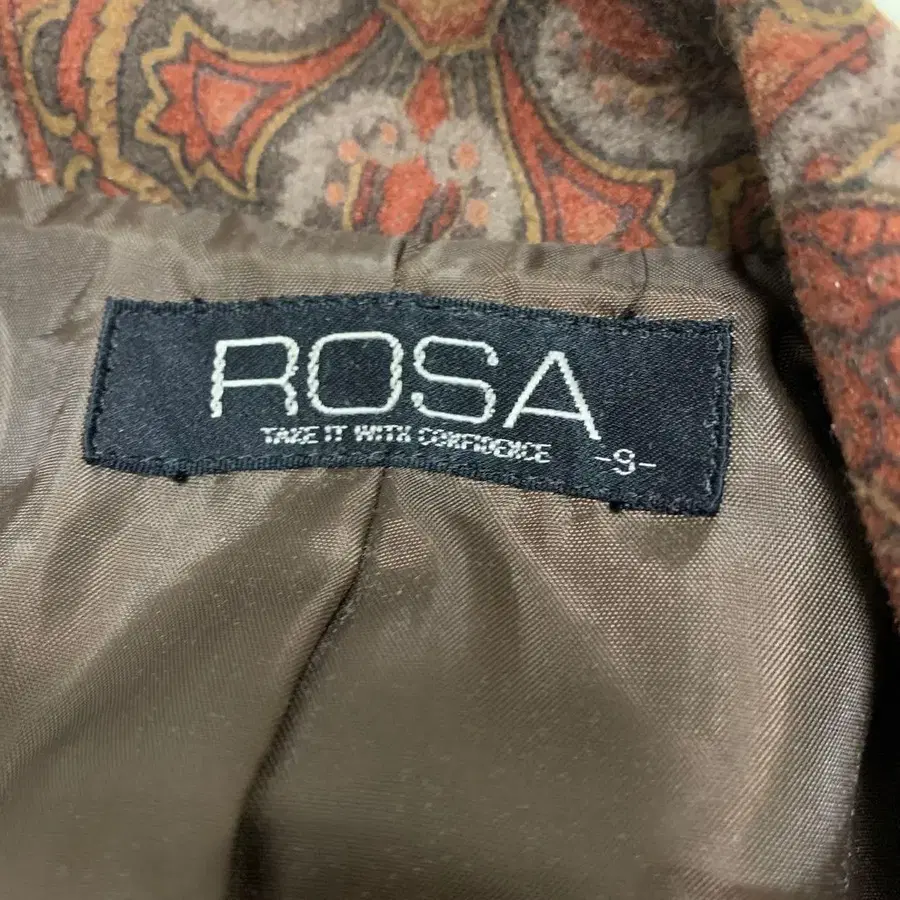 ROSA
TAKE IT WITH CONFIDENCE
-9-